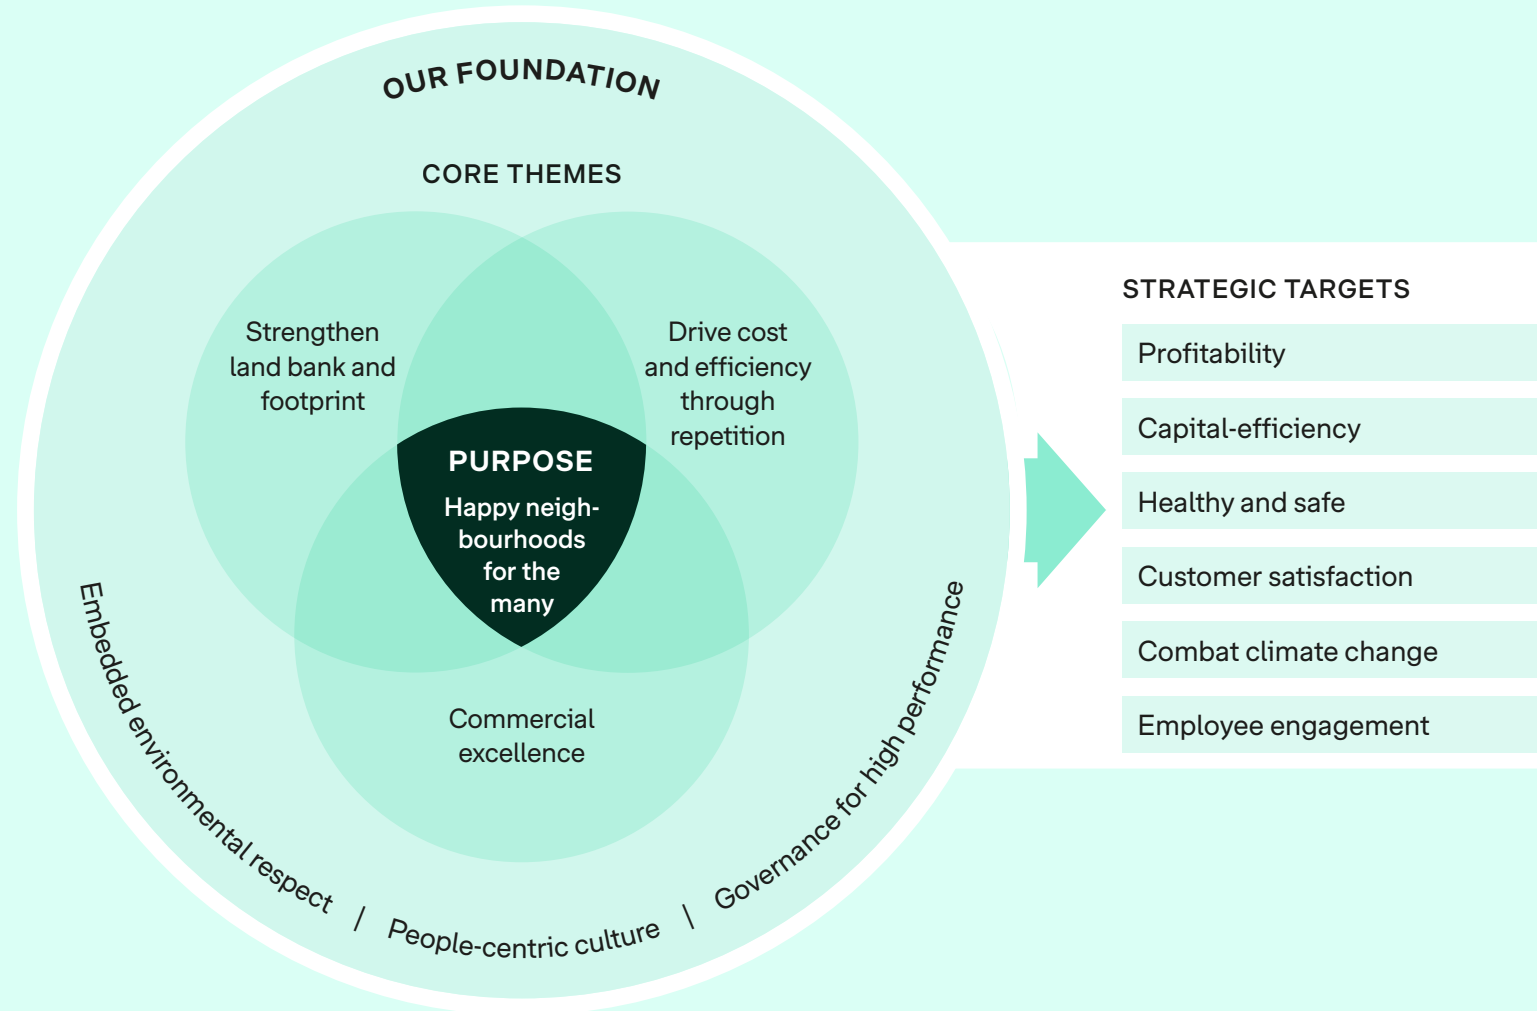 OUR FOUNDATION
CORE THEMES
Strengthen
land bank and
footprint
Drive cost
and efficiency
through
repetition
PURPOSE
Happy neigh-
bourhoods
for the
many
Commercial
excellence
Embedded environmental respect | People-centric culture | Governance for high performance
STRATEGIC TARGETS
Profitability
Capital-efficiency
Healthy and safe
Customer satisfaction
Combat climate change
Employee engagement